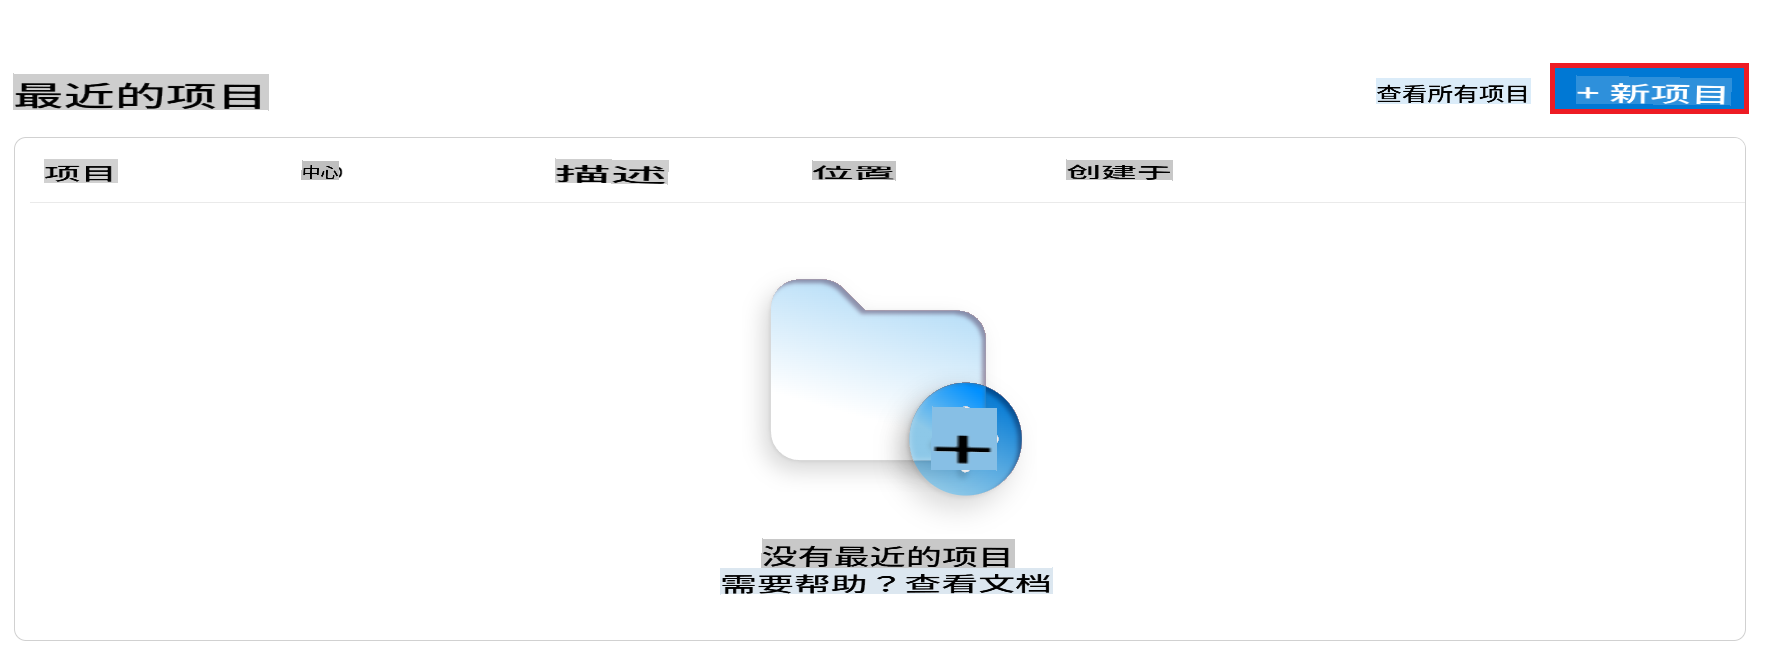 最近的项目
查看所有项目
+ 新项目
项目 中心 描述 位置 创建于
+
没有最近的项目
需要帮助？查看文档